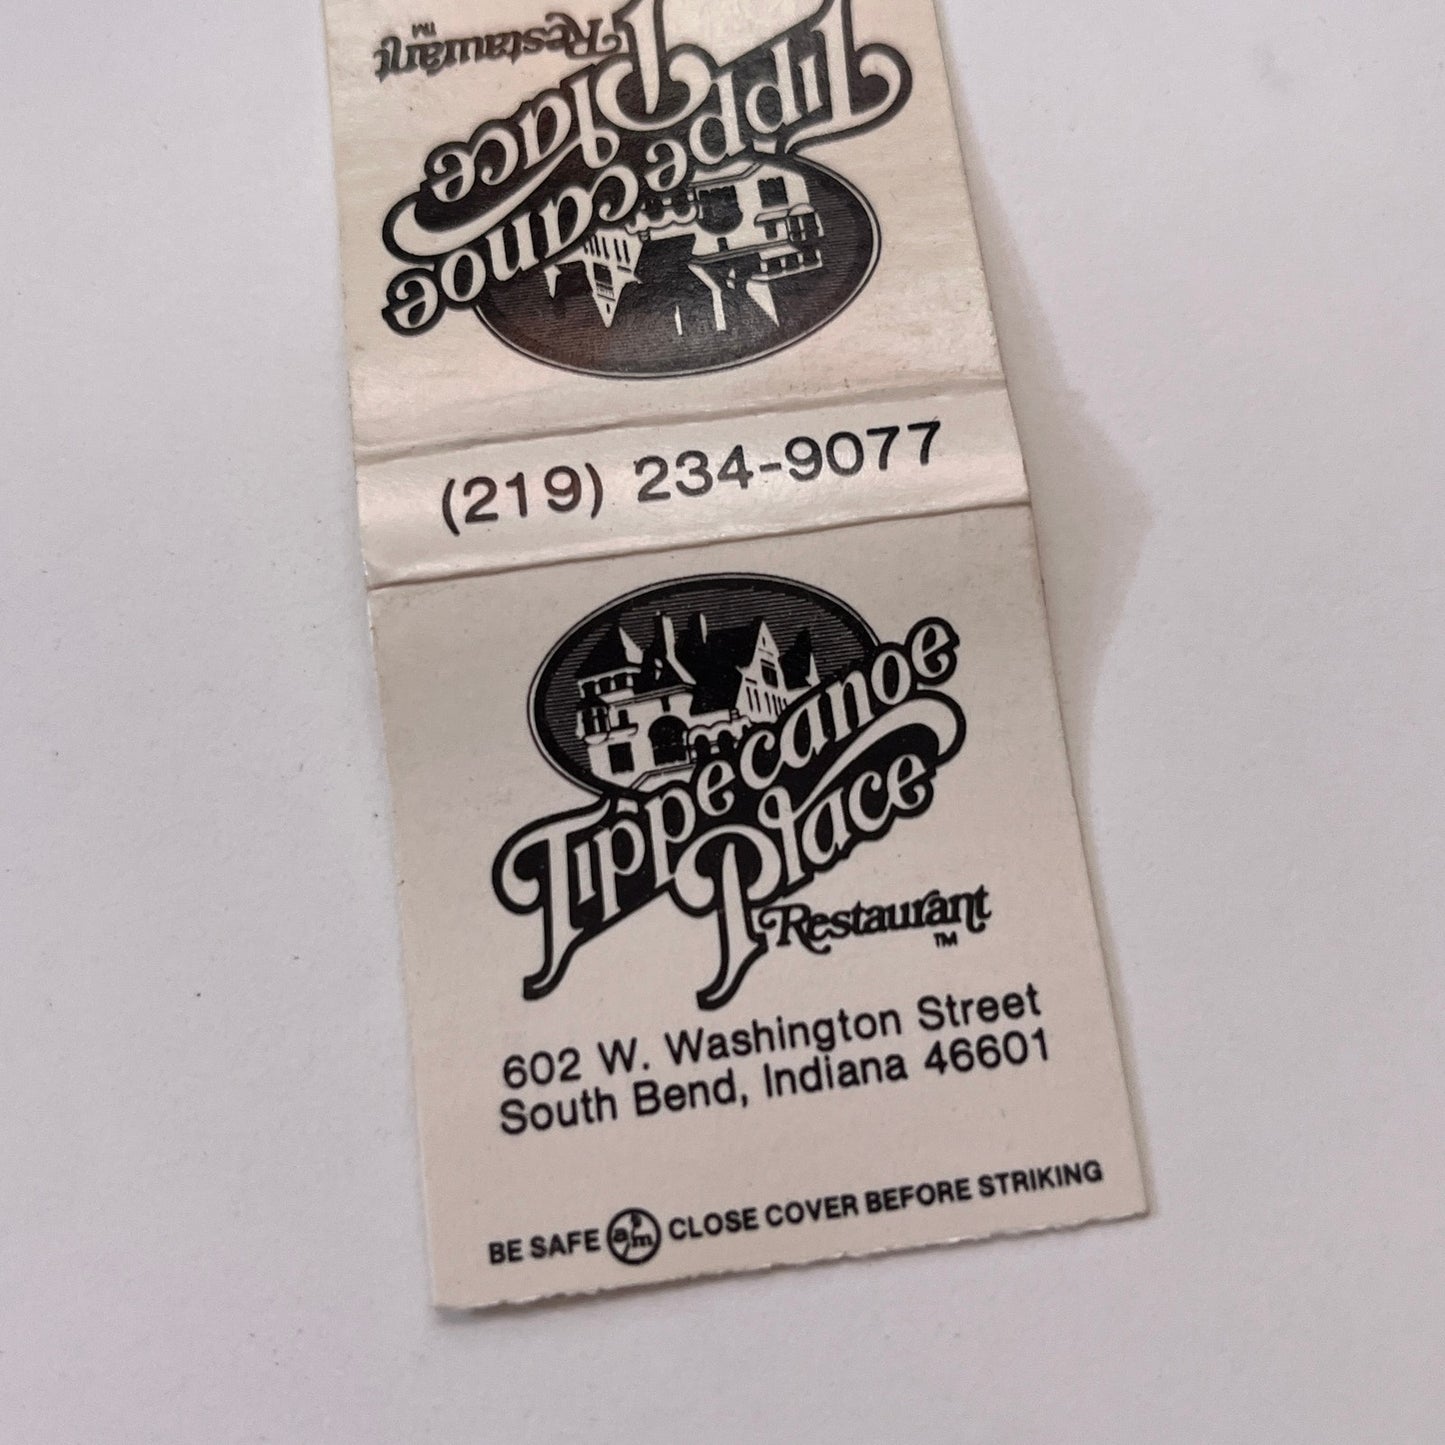 Tippecanoe
Place
Restaurant
TM
(219) 234-9077
Tippecanoe
Place
Restaurant
TM
602 W. Washington Street
South Bend, Indiana 46601
BE SAFE CLOSE COVER BEFORE STRIKING